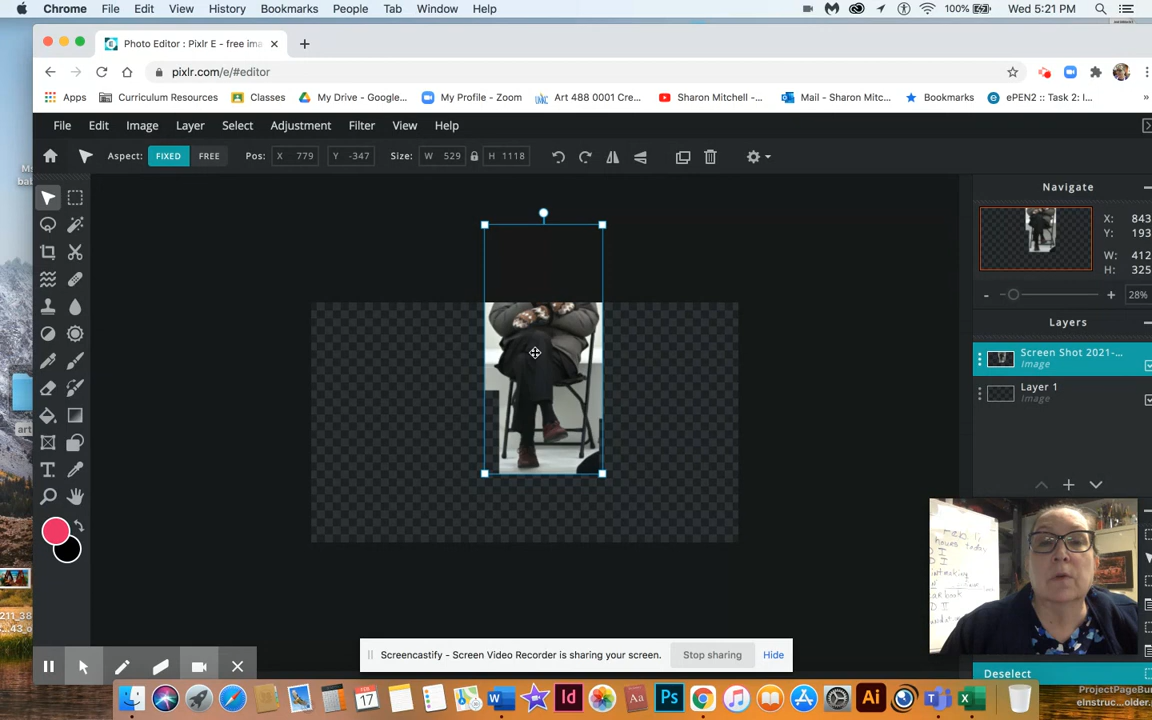 Chrome File Edit View History Bookmarks People Tab Window Help 100% Wed 5:21 PM
Photo Editor : Pixlr E - free ima
pixlr.com/e/#editor
Apps Curriculum Resources Classes My Drive - Google... My Profile - Zoom Art 488 0001 Cre... Sharon Mitchell -... Mail - Sharon Mitc... Bookmarks ePEN2 :: Task 2: I... »
File Edit Image Layer Select Adjustment Filter View Help
Aspect: FIXED FREE Pos: X 779 Y -347 Size: W 529 H 1118
Navigate
X: 843
Y: 193
W: 412
H: 325
- + 28%
Layers
Screen Shot 2021-...
Image
Layer 1
Image
Deselect
Screencastify - Screen Video Recorder is sharing your screen. Stop sharing Hide
ProjectPageBu
eInstruc...older.